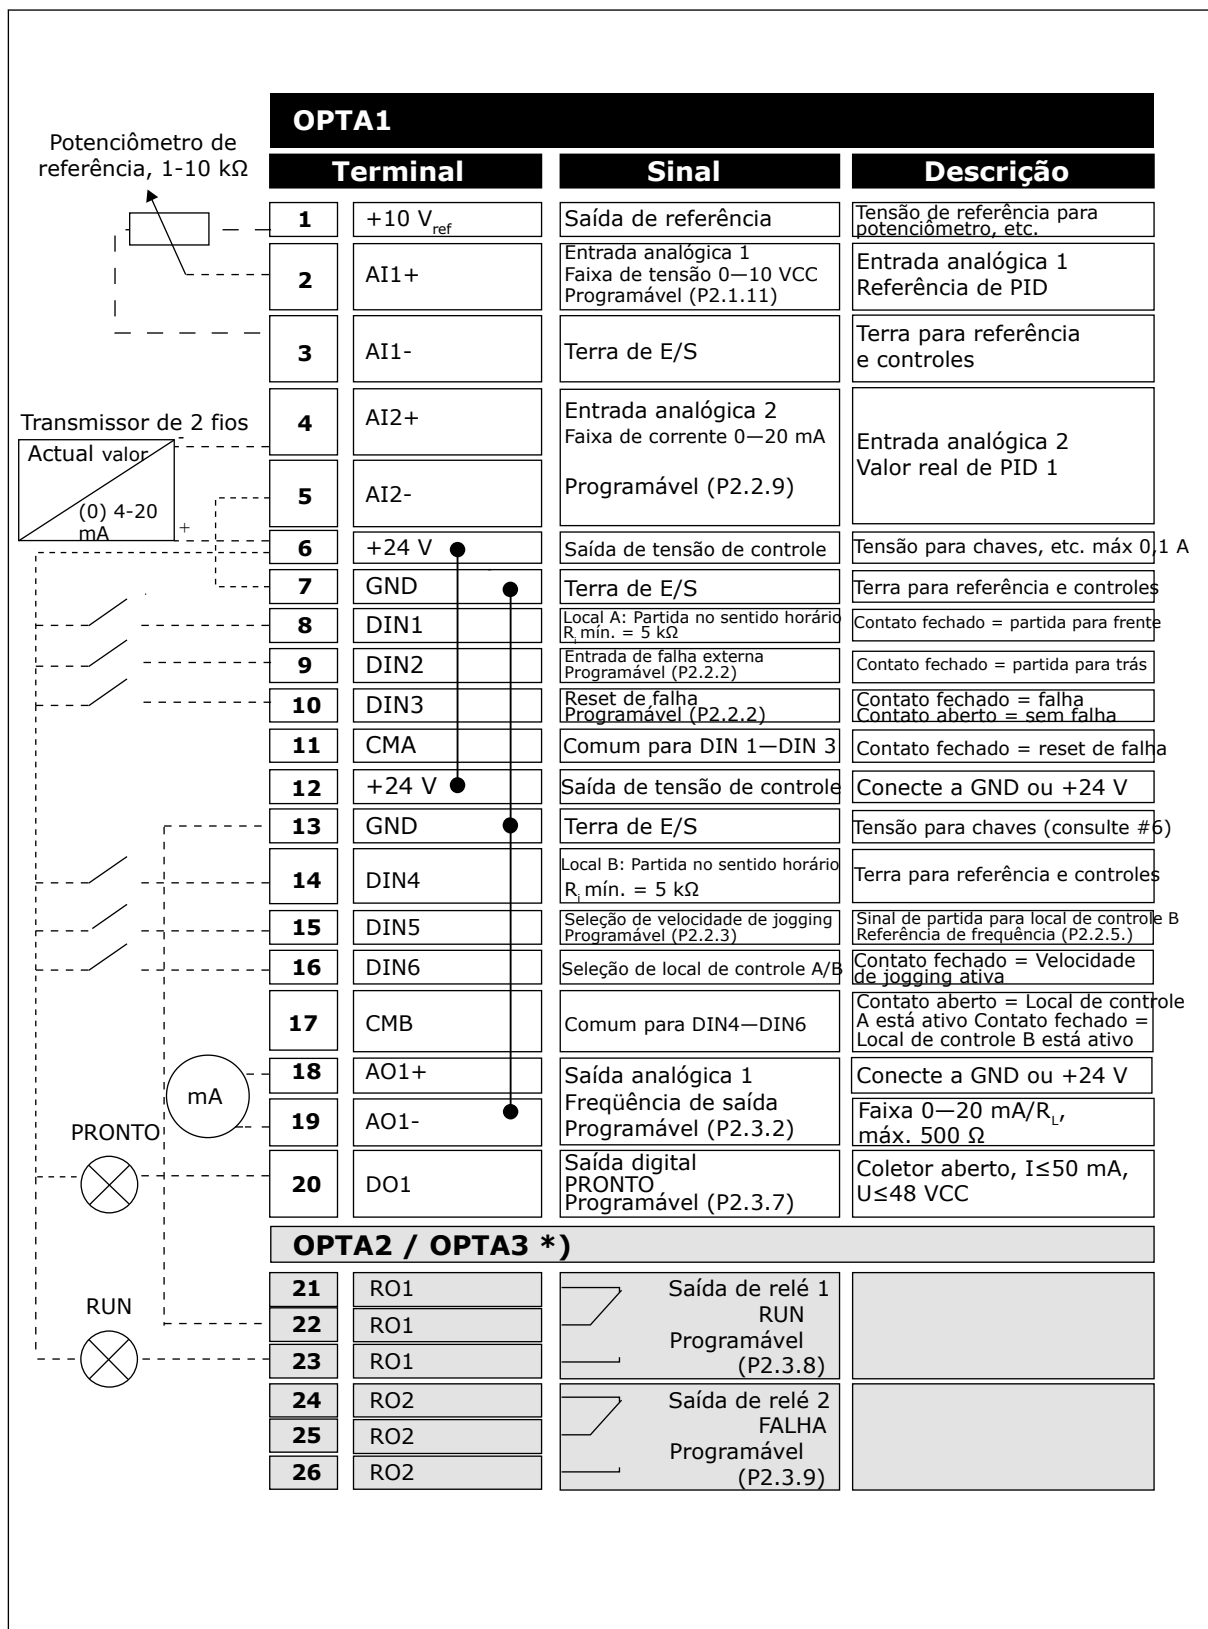 OPTA1
Potenciômetro de
referência, 1-10 kΩ
Terminal Sinal Descrição
1 +10 Vref Saída de referência Tensão de referência para
potenciômetro, etc.
2 AI1+ Entrada analógica 1
Faixa de tensão 0—10 VCC
Programável (P2.1.11)
Entrada analógica 1
Referência de PID
3 AI1- Terra de E/S Terra para referência
e controles
Transmissor de 2 fios
Actual valor
-
(0) 4-20
mA
+
4 AI2+ Entrada analógica 2
Faixa de corrente 0—20 mA
5 AI2- Programável (P2.2.9)
Entrada analógica 2
Valor real de PID 1
6 +24 V Saída de tensão de controle Tensão para chaves, etc. máx 0,1 A
7 GND Terra de E/S Terra para referência e controles
8 DIN1 Local A: Partida no sentido horário
Ri mín. = 5 kΩ
Contato fechado = partida para frente
9 DIN2 Entrada de falha externa
Programável (P2.2.2)
Contato fechado = partida para trás
10 DIN3 Reset de falha
Programável (P2.2.2)
Contato fechado = falha
Contato aberto = sem falha
11 CMA Comum para DIN 1—DIN 3 Contato fechado = reset de falha
12 +24 V Saída de tensão de controle Conecte a GND ou +24 V
13 GND Terra de E/S Tensão para chaves (consulte #6)
14 DIN4 Local B: Partida no sentido horário
Ri mín. = 5 kΩ
Terra para referência e controles
15 DIN5 Seleção de velocidade de jogging
Programável (P2.2.3)
Sinal de partida para local de controle B
Referência de frequência (P2.2.5.)
16 DIN6 Seleção de local de controle A/B Contato fechado = Velocidade
de jogging ativa
17 CMB Comum para DIN4—DIN6 Contato aberto = Local de controle
A está ativo Contato fechado =
Local de controle B está ativo
mA
18 AO1+ Saída analógica 1
Freqüência de saída
Programável (P2.3.2)
Conecte a GND ou +24 V
19 AO1- Faixa 0—20 mA/RL,
máx. 500 Ω
PRONTO
20 DO1 Saída digital
PRONTO
Programável (P2.3.7)
Coletor aberto, I≤50 mA,
U≤48 VCC
OPTA2 / OPTA3 *)
RUN
21 RO1 Saída de relé 1
22 RO1 RUN
Programável
23 RO1 (P2.3.8)
24 RO2 Saída de relé 2
25 RO2 FALHA
Programável
26 RO2 (P2.3.9)